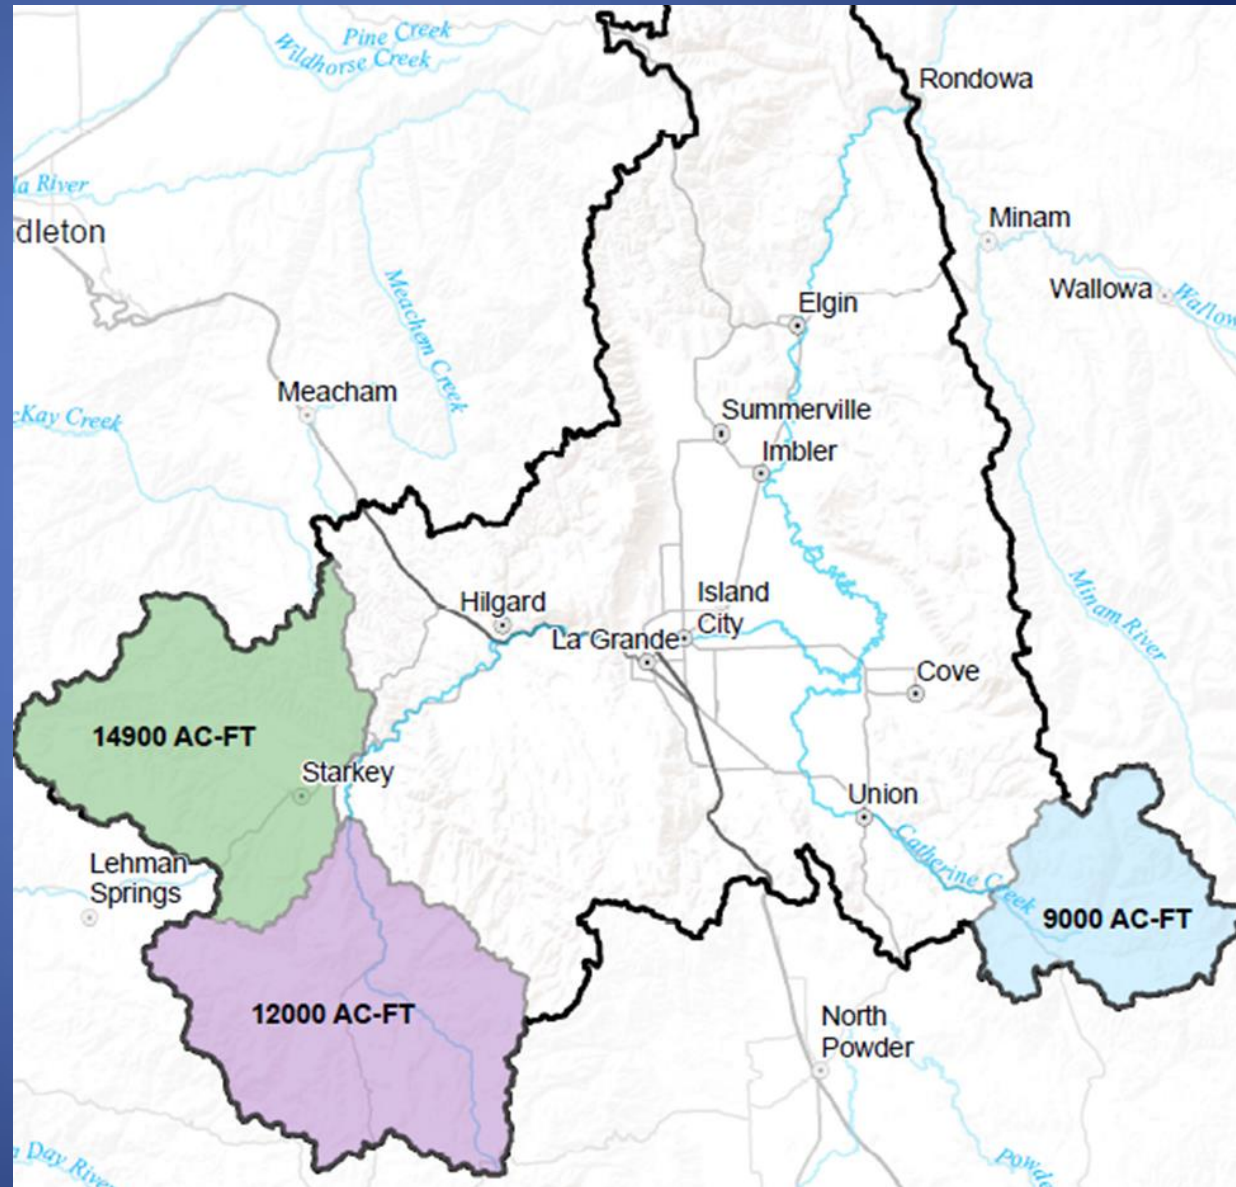 Pine Creek
Wildhorse Creek
Rondowa
la River
Minam
dleton
Wallowa
Wallow
Meachem Creek
Elgin
Meacham
cKay Creek
Summerville
Imbler
Minam River
Hilgard
Island
City
La Grande
Cove
14900 AC-FT
Starkey
Union
Catherine Creek
Lehman
Springs
9000 AC-FT
12000 AC-FT
North
Powder
Day River
Powde